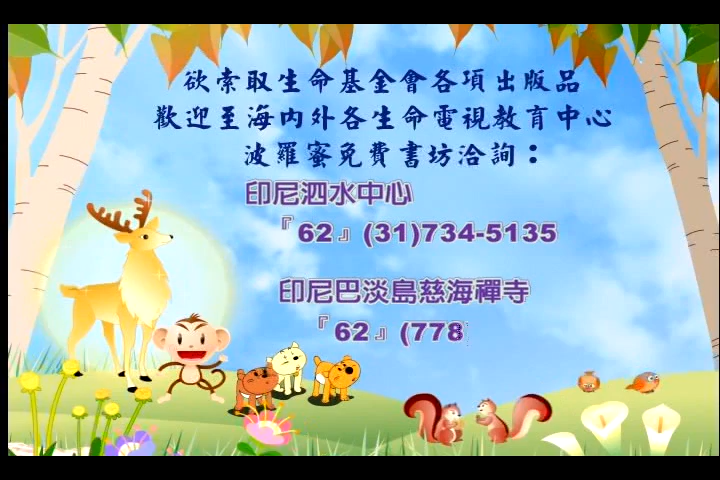 欲索取生命基金會各項出版品
歡迎至海內外各生命電視教育中心
波羅蜜免費書坊洽詢：
印尼泗水中心
『62』(31)734-5135
印尼巴淡島慈海禪寺
『62』(778